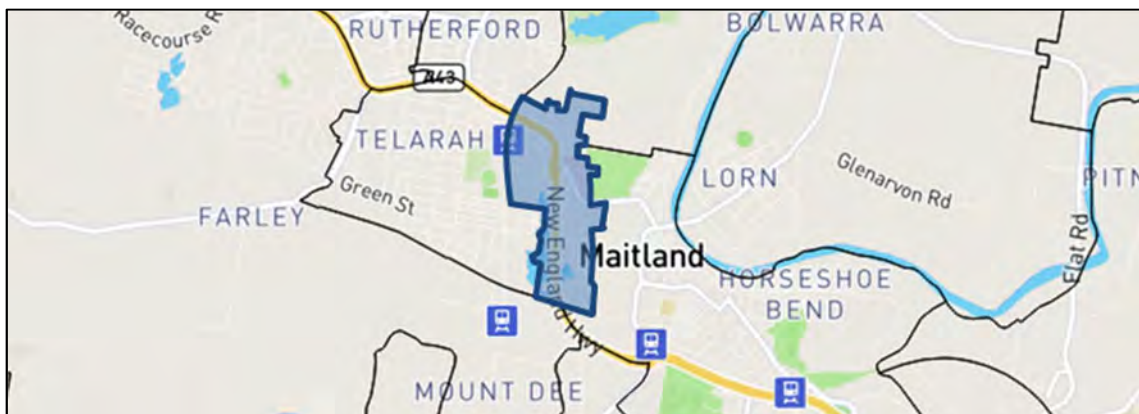 Racecourse R
RUTHERFORD
BOLWARRA
A43
TELARAH
LORN
Glenarvon Rd
PITN
Green St
FARLEY
New England Hwy
Maitland
Flat Rd
HORSESHOE
BEND
MOUNT DEE